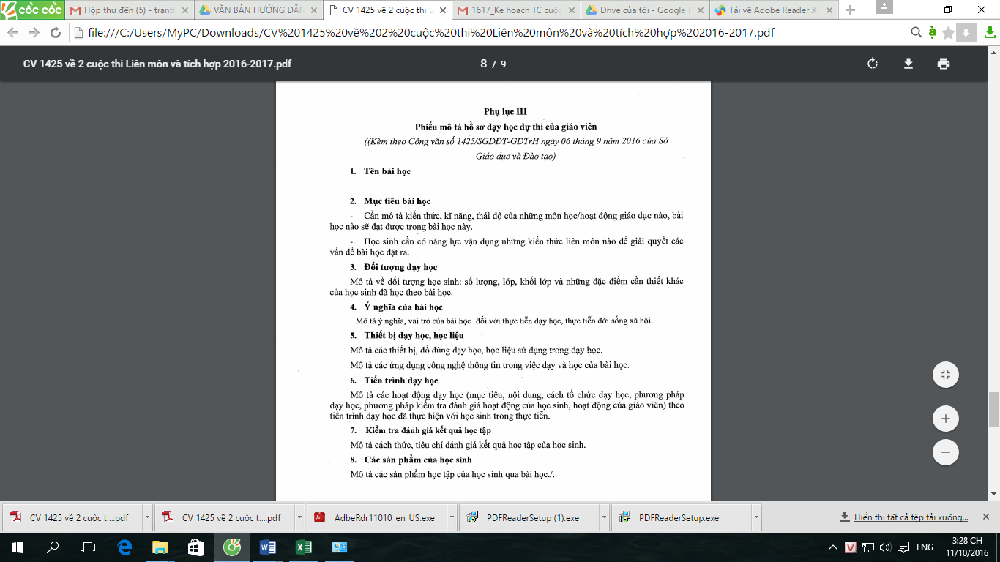 cốc cốc
Hộp thư đến (5) - trantl
VĂN BẢN HƯỚNG DẪN
CV 1425 về 2 cuộc thi L
1617_Ke hoach TC cuộc
Drive của tôi - Google D
Tải về Adobe Reader XI
file:///C:/Users/MyPC/Downloads/CV%201425%20về%202%20cuộc%20thi%20Liên%20môn%20và%20tích%20hợp%202016-2017.pdf
CV 1425 về 2 cuộc thi Liên môn và tích hợp 2016-2017.pdf
8 / 9
Phụ lục III
Phiếu mô tả hồ sơ dạy học dự thi của giáo viên
((Kèm theo Công văn số 1425/SGDĐT-GDTrH ngày 06 tháng 9 năm 2016 của Sở
Giáo dục và Đào tạo)
1. Tên bài học
2. Mục tiêu bài học
- Cần mô tả kiến thức, kĩ năng, thái độ của những môn học/hoạt động giáo dục nào, bài
học nào sẽ đạt được trong bài học này.
- Học sinh cần có năng lực vận dụng những kiến thức liên môn nào để giải quyết các
vấn đề bài học đặt ra.
3. Đối tượng dạy học
Mô tả về đối tượng học sinh: số lượng, lớp, khối lớp và những đặc điểm cần thiết khác
của học sinh đã học theo bài học.
4. Ý nghĩa của bài học
Mô tả ý nghĩa, vai trò của bài học đối với thực tiễn dạy học, thực tiễn đời sống xã hội.
5. Thiết bị dạy học, học liệu
Mô tả các thiết bị, đồ dùng dạy học, học liệu sử dụng trong dạy học.
Mô tả các ứng dụng công nghệ thông tin trong việc dạy và học của bài học.
6. Tiến trình dạy học
Mô tả các hoạt động dạy học (mục tiêu, nội dung, cách tổ chức dạy học, phương pháp
dạy học, phương pháp kiểm tra đánh giá hoạt động của học sinh, hoạt động của giáo viên) theo
tiến trình dạy học đã thực hiện với học sinh trong thực tiễn.
7. Kiểm tra đánh giá kết quả học tập
Mô tả cách thức, tiêu chí đánh giá kết quả học tập của học sinh.
8. Các sản phẩm của học sinh
Mô tả các sản phẩm học tập của học sinh qua bài học./.
CV 1425 về 2 cuộc t....pdf
CV 1425 về 2 cuộc t....pdf
AdbeRdr11010_en_US.exe
PDFReaderSetup (1).exe
PDFReaderSetup.exe
Hiển thị tất cả tệp tải xuống...
ENG
3:28 CH
11/10/2016